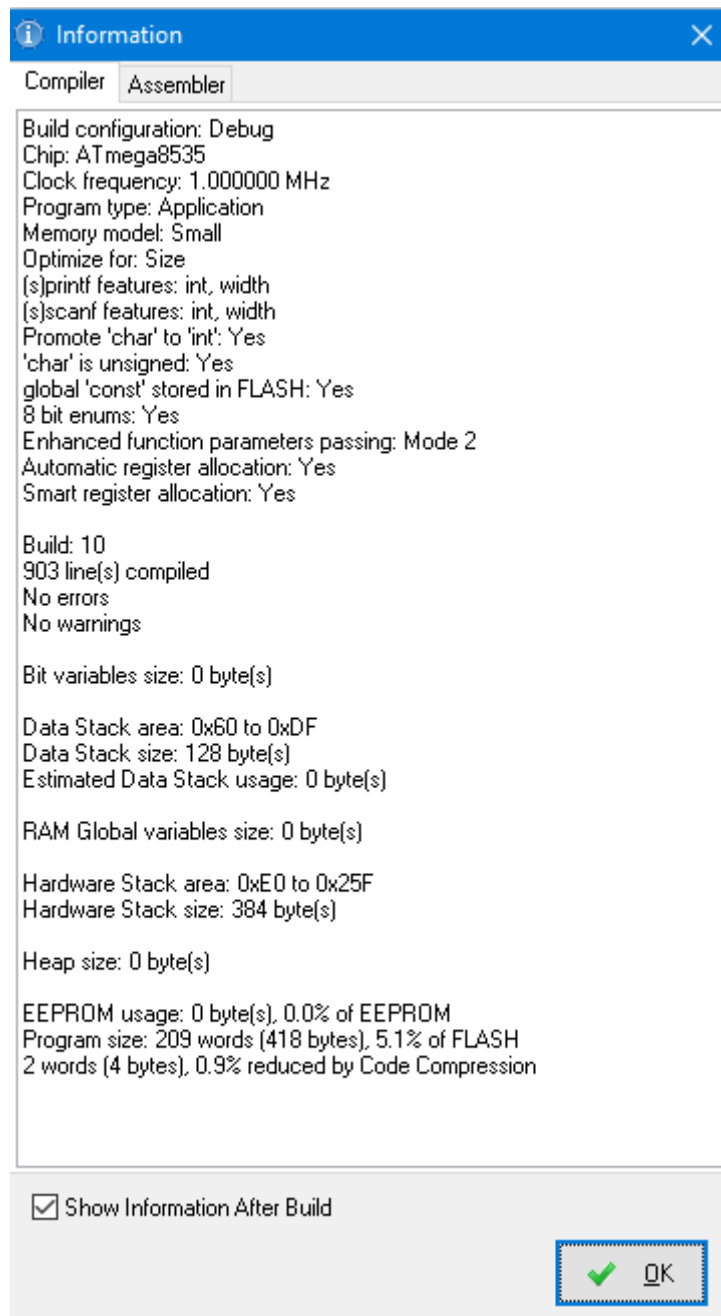 Information
Compiler Assembler
Build configuration: Debug
Chip: ATmega8535
Clock frequency: 1.000000 MHz
Program type: Application
Memory model: Small
Optimize for: Size
(s)printf features: int, width
(s)scanf features: int, width
Promote 'char' to 'int': Yes
'char' is unsigned: Yes
global 'const' stored in FLASH: Yes
8 bit enums: Yes
Enhanced function parameters passing: Mode 2
Automatic register allocation: Yes
Smart register allocation: Yes
Build: 10
903 line(s) compiled
No errors
No warnings
Bit variables size: 0 byte(s)
Data Stack area: 0x60 to 0xDF
Data Stack size: 128 byte(s)
Estimated Data Stack usage: 0 byte(s)
RAM Global variables size: 0 byte(s)
Hardware Stack area: 0xE0 to 0x25F
Hardware Stack size: 384 byte(s)
Heap size: 0 byte(s)
EEPROM usage: 0 byte(s), 0.0% of EEPROM
Program size: 209 words (418 bytes), 5.1% of FLASH
2 words (4 bytes), 0.9% reduced by Code Compression
Show Information After Build
OK